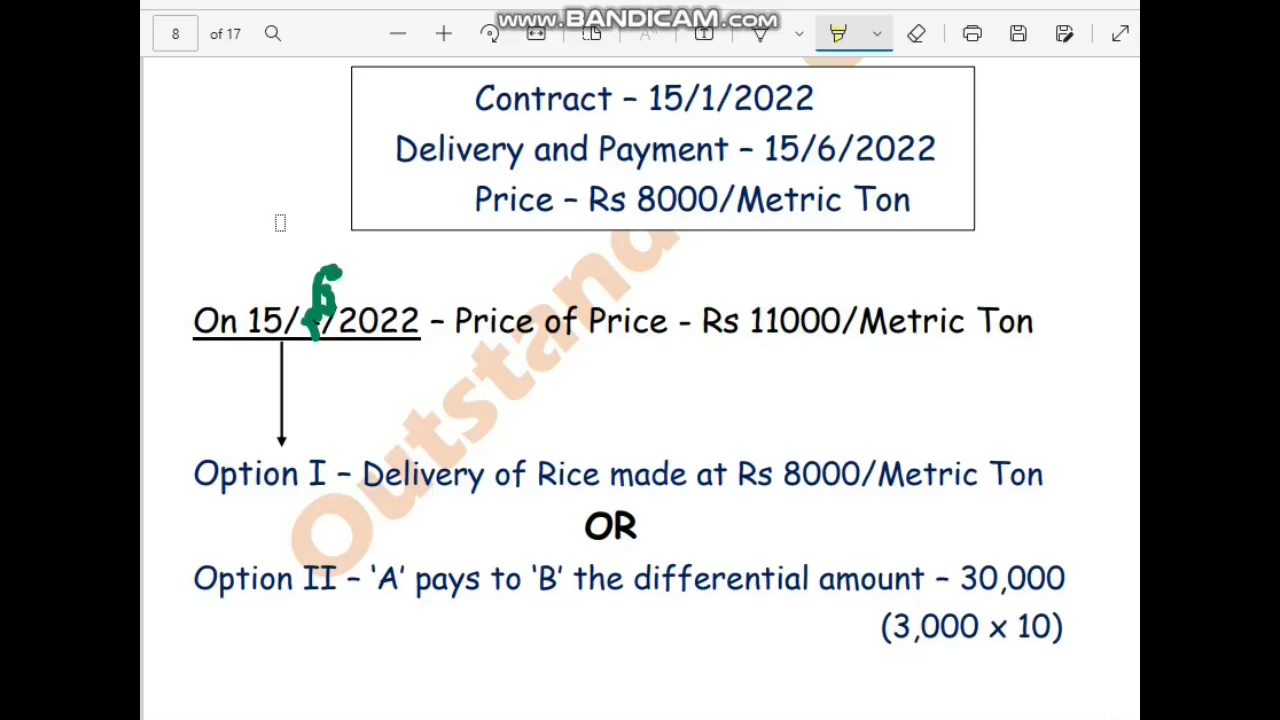 www.BANDICAM.com
8 of 17
Contract – 15/1/2022
Delivery and Payment – 15/6/2022
Price – Rs 8000/Metric Ton
On 15/6/2022 – Price of Price - Rs 11000/Metric Ton
Option I – Delivery of Rice made at Rs 8000/Metric Ton
OR
Option II – ‘A’ pays to ‘B’ the differential amount – 30,000
(3,000 x 10)
Outstand